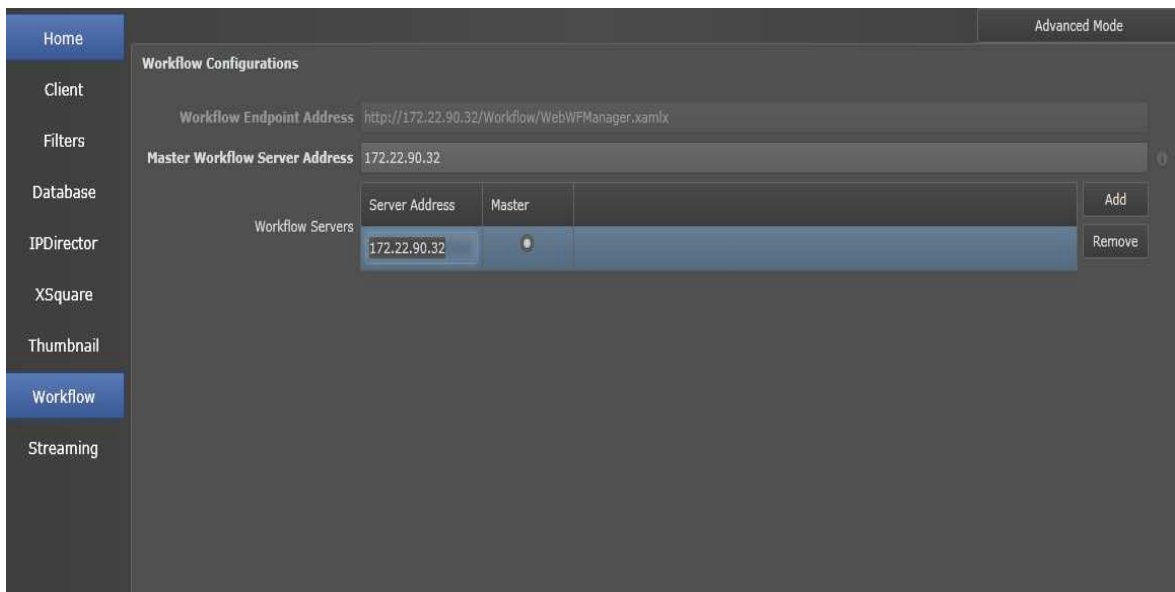 Advanced Mode
Home
Client
Filters
Database
IPDirector
XSquare
Thumbnail
Workflow
Streaming
Workflow Configurations
Workflow Endpoint Address http://172.22.90.32/Workflow/WebWFManager.xamlx
Master Workflow Server Address 172.22.90.32
Workflow Servers
Server Address Master
172.22.90.32
Add
Remove